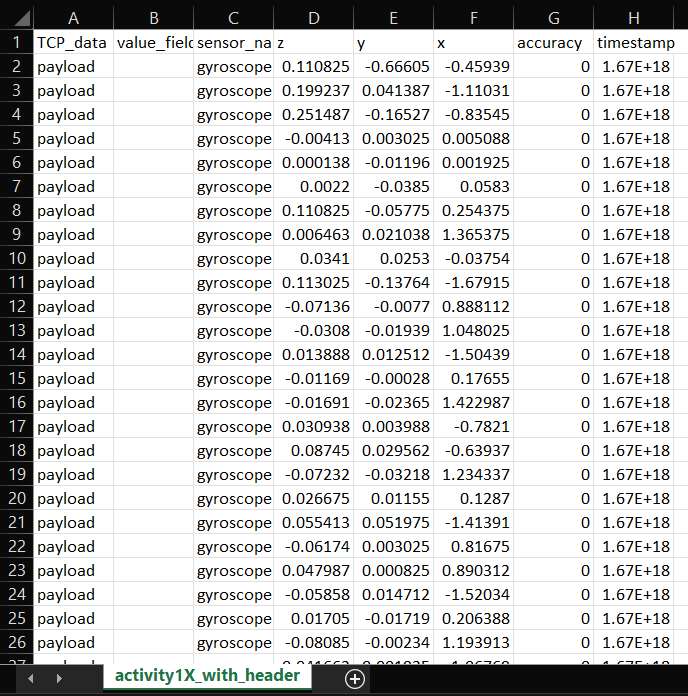 A B C D E F G H
1 TCP_data value_field sensor_na z y x accuracy timestamp
2 payload gyroscope 0.110825 -0.66605 -0.45939 0 1.67E+18
3 payload gyroscope 0.199237 0.041387 -1.11031 0 1.67E+18
4 payload gyroscope 0.251487 -0.16527 -0.83545 0 1.67E+18
5 payload gyroscope -0.00413 0.003025 0.005088 0 1.67E+18
6 payload gyroscope 0.000138 -0.01196 0.001925 0 1.67E+18
7 payload gyroscope 0.0022 -0.0385 0.0583 0 1.67E+18
8 payload gyroscope 0.110825 -0.05775 0.254375 0 1.67E+18
9 payload gyroscope 0.006463 0.021038 1.365375 0 1.67E+18
10 payload gyroscope 0.0341 0.0253 -0.03754 0 1.67E+18
11 payload gyroscope 0.113025 -0.13764 -1.67915 0 1.67E+18
12 payload gyroscope -0.07136 -0.0077 0.888112 0 1.67E+18
13 payload gyroscope -0.0308 -0.01939 1.048025 0 1.67E+18
14 payload gyroscope 0.013888 0.012512 -1.50439 0 1.67E+18
15 payload gyroscope -0.01169 -0.00028 0.17655 0 1.67E+18
16 payload gyroscope -0.01691 -0.02365 1.422987 0 1.67E+18
17 payload gyroscope 0.030938 0.003988 -0.7821 0 1.67E+18
18 payload gyroscope 0.08745 0.029562 -0.63937 0 1.67E+18
19 payload gyroscope -0.07232 -0.03218 1.234337 0 1.67E+18
20 payload gyroscope 0.026675 0.01155 0.1287 0 1.67E+18
21 payload gyroscope 0.055413 0.051975 -1.41391 0 1.67E+18
22 payload gyroscope -0.06174 0.003025 0.81675 0 1.67E+18
23 payload gyroscope 0.047987 0.000825 0.890312 0 1.67E+18
24 payload gyroscope -0.05858 0.014712 -1.52034 0 1.67E+18
25 payload gyroscope 0.01705 -0.01719 0.206388 0 1.67E+18
26 payload gyroscope -0.08085 -0.00234 1.193913 0 1.67E+18
activity1X_with_header